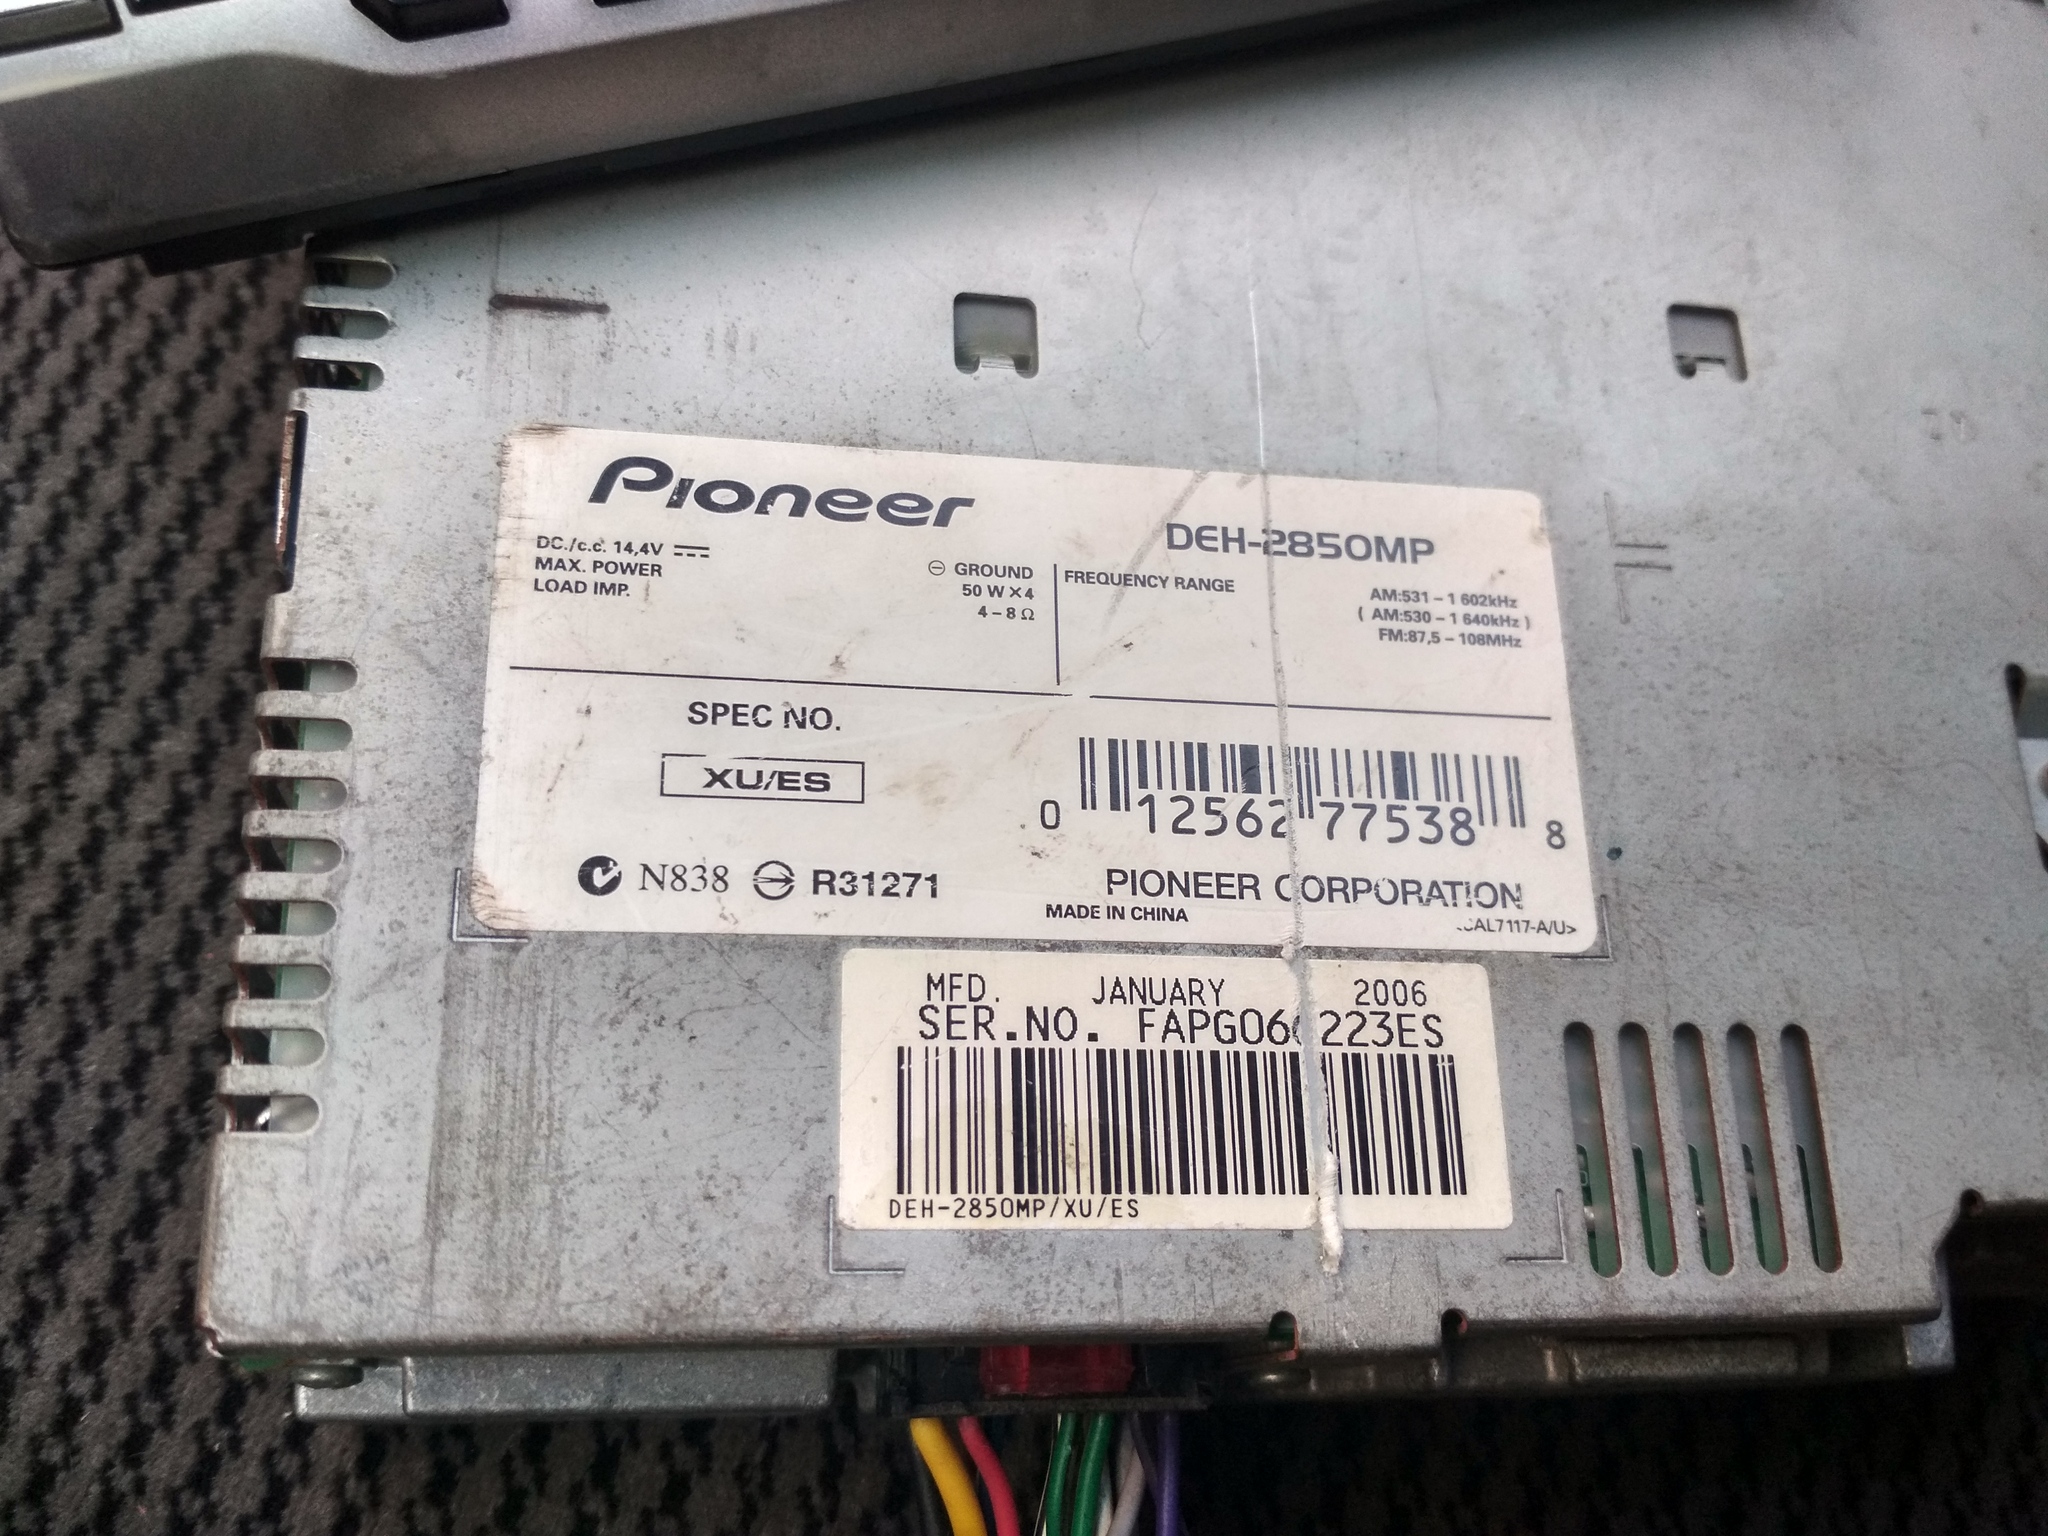 Pioneer
DEH-2850MP
DC./c.c. 14,4V
MAX. POWER
LOAD IMP.
⊖ GROUND
50 W×4
4 – 8 Ω
FREQUENCY RANGE
AM:531 – 1 602kHz
( AM:530 – 1 640kHz )
FM:87,5 – 108MHz
SPEC NO.
XU/ES
0 12562 77538 8
N838
R31271
PIONEER CORPORATION
MADE IN CHINA
MFD. JANUARY 2006
SER.NO.
DEH-2850MP/XU/ES